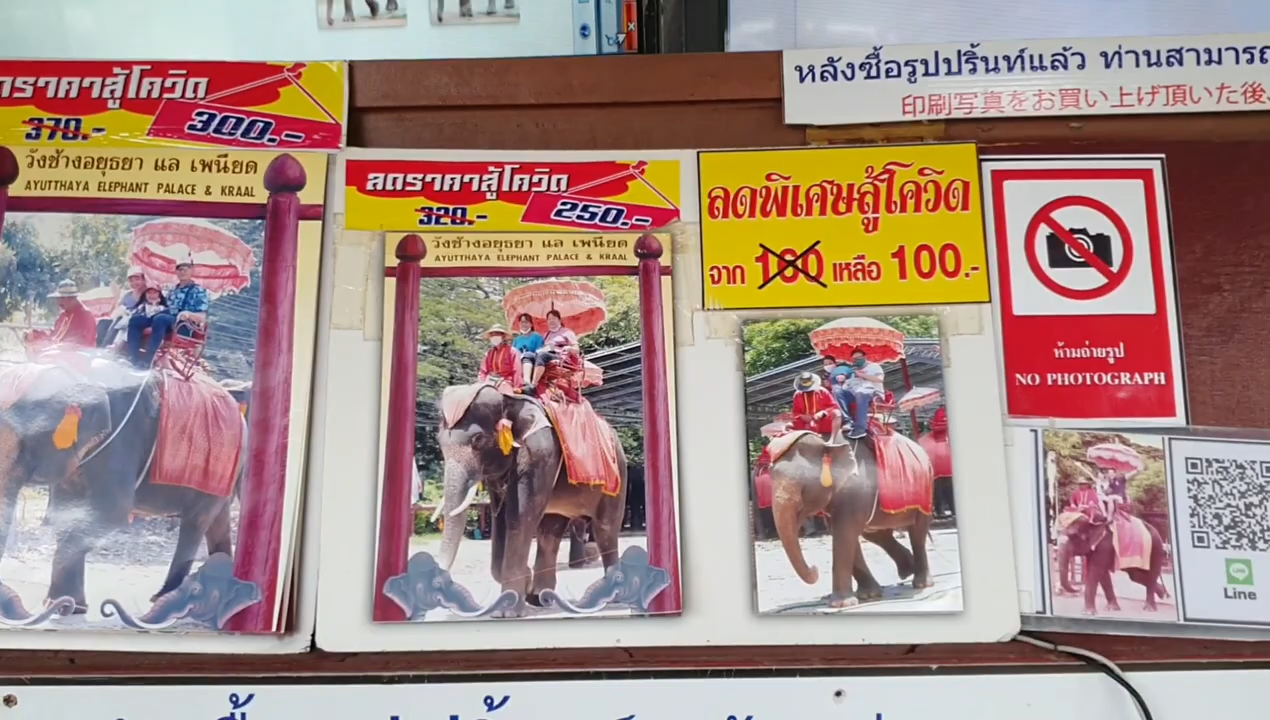 ราคาสู้โควิด
370.- 300.-
วังช้างอยุธยา แล เพนียด
AYUTTHAYA ELEPHANT PALACE & KRAAL
ลดราคาสู้โควิด
320.- 250.-
วังช้างอยุธยา แล เพนียด
AYUTTHAYA ELEPHANT PALACE & KRAAL
ลดพิเศษสู้โควิด
จาก เหลือ 100.-
หลังซื้อรูปปริ้นท์แล้ว ท่านสามารถ
印刷写真をお買い上げ頂いた後、
ห้ามถ่ายรูป
NO PHOTOGRAPH
LINE
Line